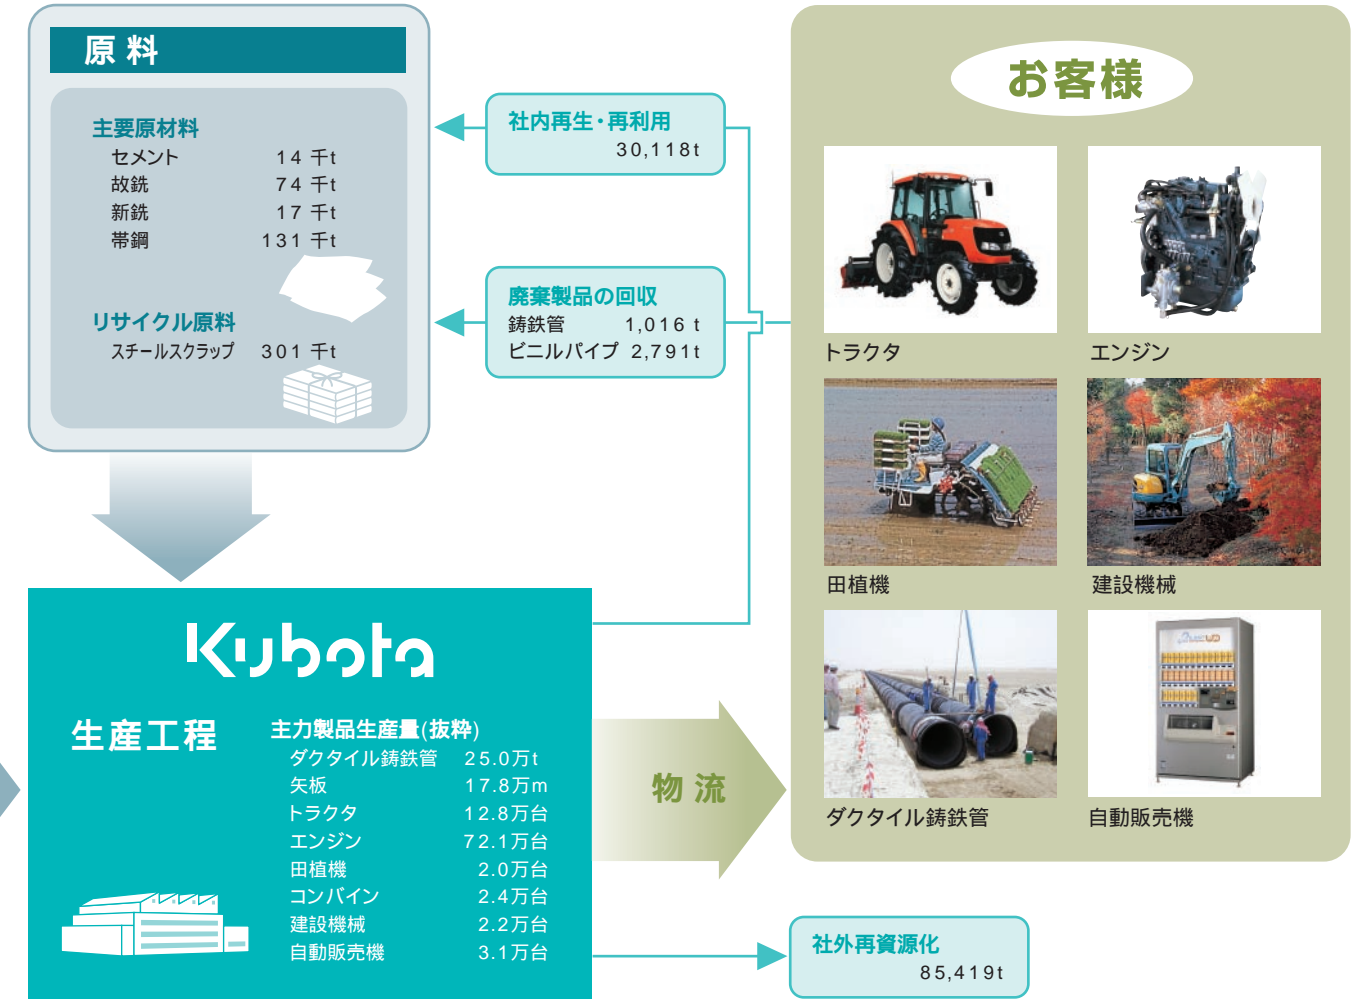 原料
主要原材料
セメント 14 千t
故銑 74 千t
新銑 17 千t
帯鋼 131 千t
リサイクル原料
スチールスクラップ 301 千t
社内再生・再利用
30,118t
廃棄製品の回収
鋳鉄管 1,016 t
ビニルパイプ 2,791t
お客様
トラクタ
エンジン
田植機
建設機械
ダクタイル鋳鉄管
自動販売機
Kubota
生産工程
主力製品生産量(抜粋)
ダクタイル鋳鉄管 25.0万t
矢板 17.8万m
トラクタ 12.8万台
エンジン 72.1万台
田植機 2.0万台
コンバイン 2.4万台
建設機械 2.2万台
自動販売機 3.1万台
物流
社外再資源化
85,419t